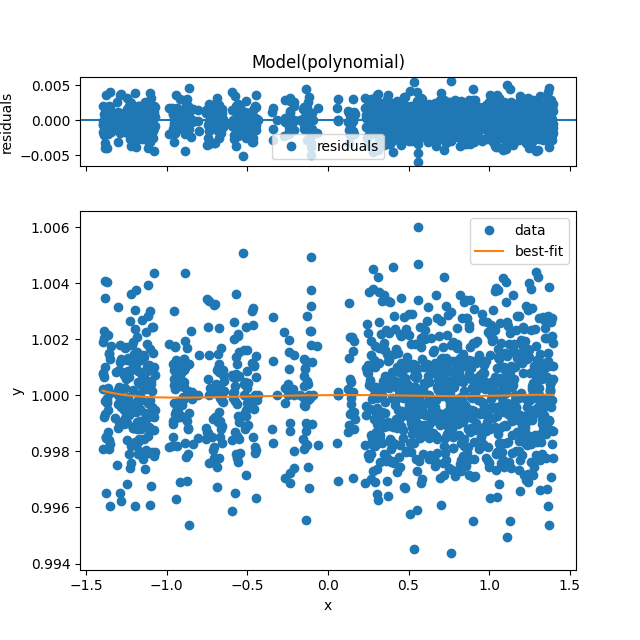 Model(polynomial)
residuals
0.005
0.000
−0.005
residuals
y
1.006
1.004
1.002
1.000
0.998
0.996
0.994
data
best-fit
−1.5 −1.0 −0.5 0.0 0.5 1.0 1.5
x